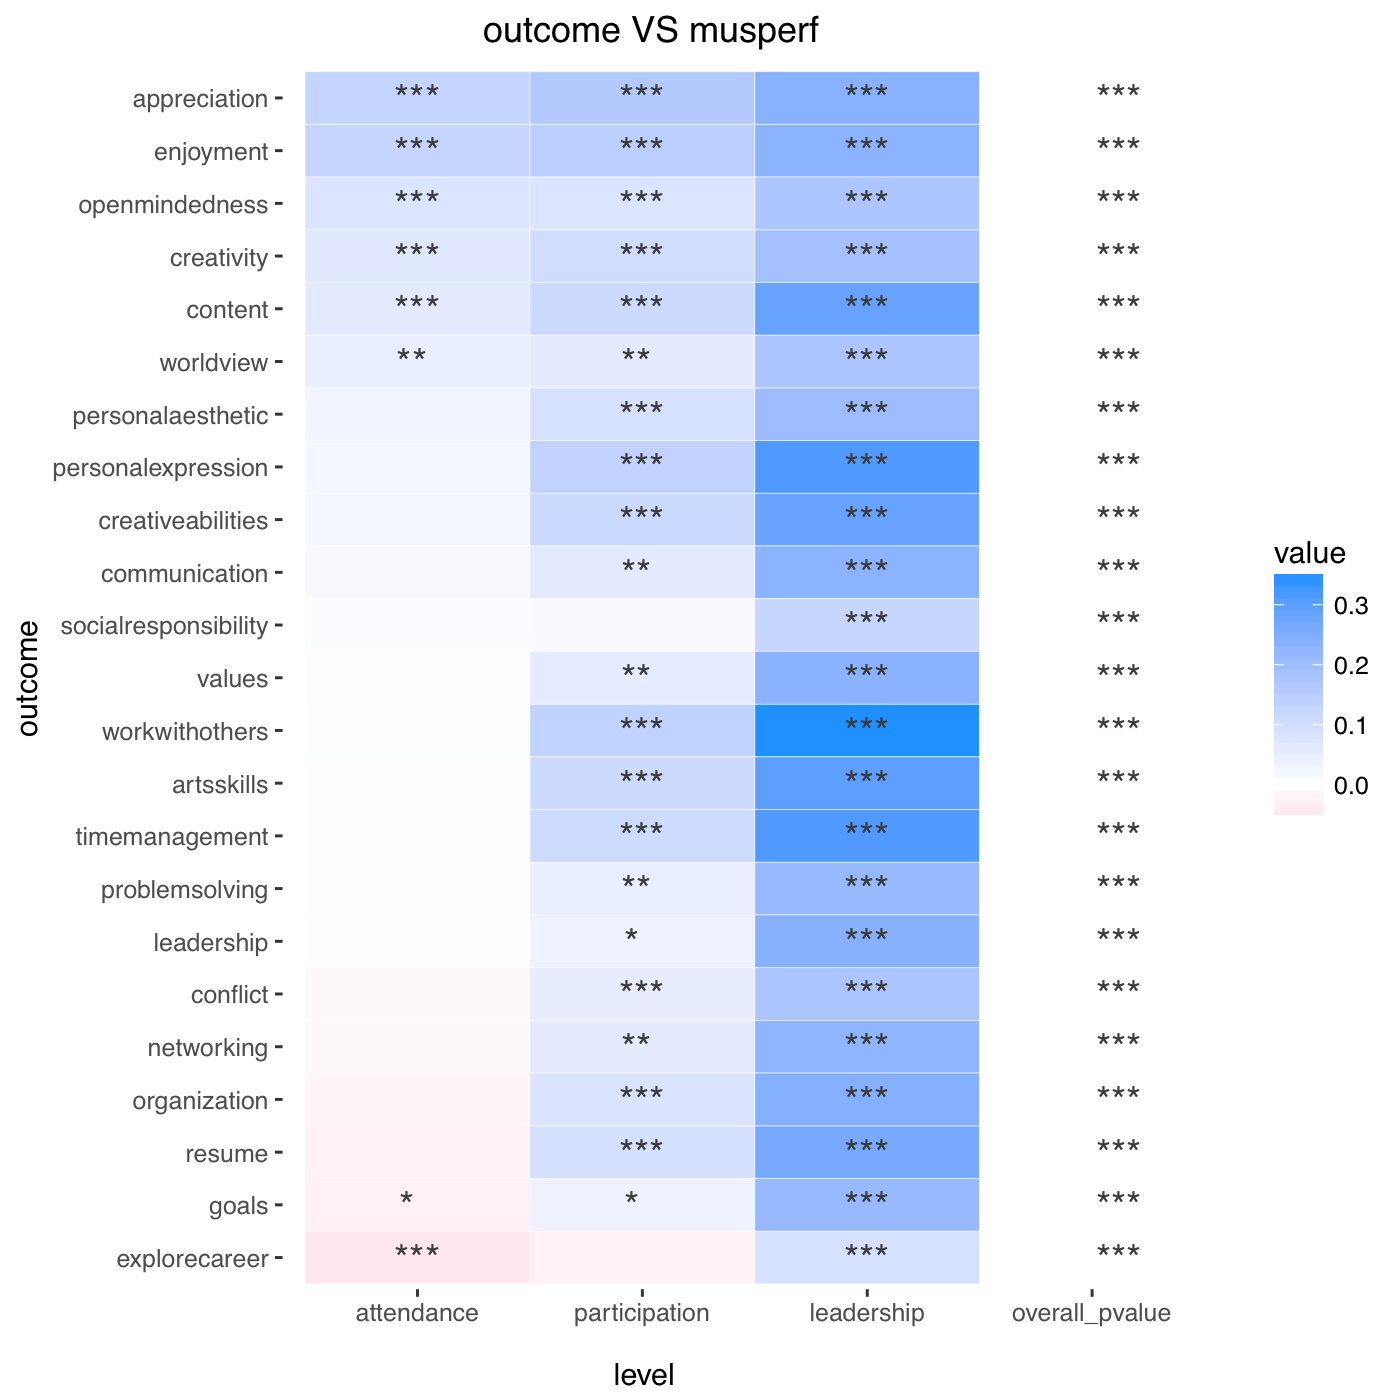 outcome VS musperf
appreciation *** *** *** ***
enjoyment *** *** *** ***
openmindedness *** *** *** ***
creativity *** *** *** ***
content *** *** *** ***
worldview ** ** *** ***
personalaesthetic *** *** ***
personalexpression *** *** ***
creativeabilities *** *** ***
communication ** *** ***
socialresponsibility *** ***
values ** *** ***
workwithothers *** *** ***
artsskills *** *** ***
timemanagement *** *** ***
problemsolving ** *** ***
leadership * *** ***
conflict *** *** ***
networking ** *** ***
organization *** *** ***
resume *** *** ***
goals * * *** ***
explorecareer *** *** ***
attendance participation leadership overall_pvalue
level
outcome
value
0.3
0.2
0.1
0.0